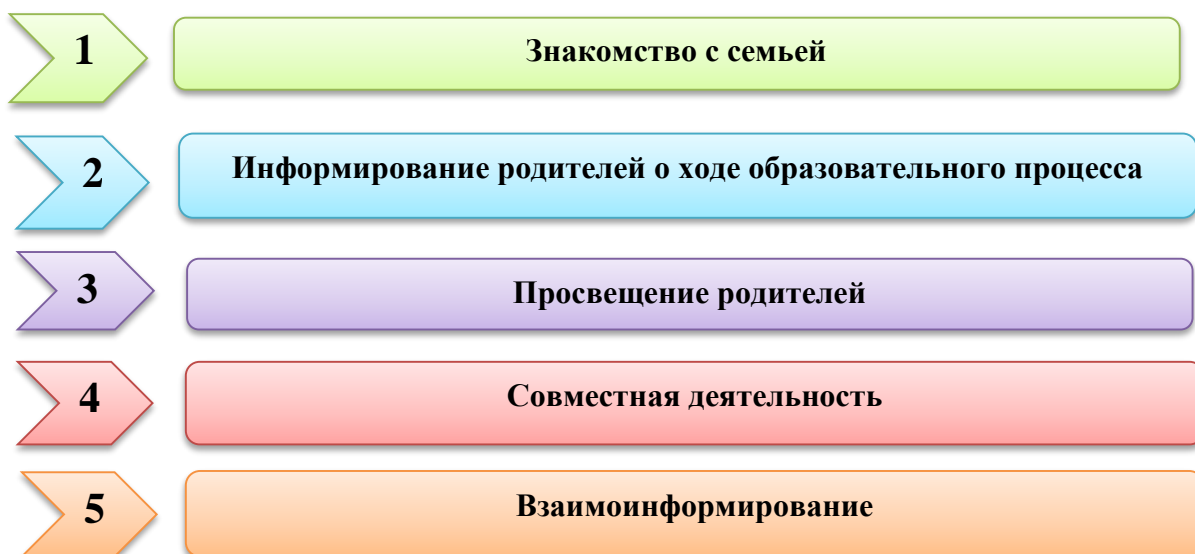 1 Знакомство с семьей
2 Информирование родителей о ходе образовательного процесса
3 Просвещение родителей
4 Совместная деятельность
5 Взаимоинформирование